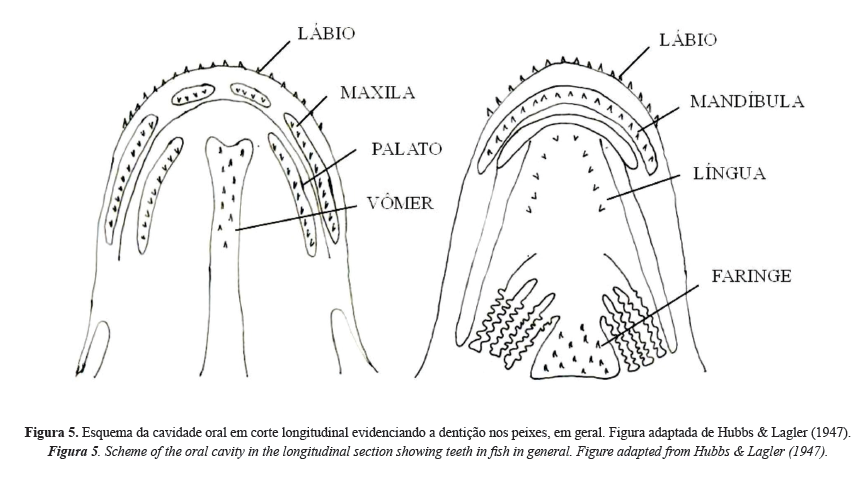 LÁBIO
MAXILA
PALATO
VÔMER
LÁBIO
MANDÍBULA
LÍNGUA
FARINGE
Figura 5. Esquema da cavidade oral em corte longitudinal evidenciando a dentição nos peixes, em geral. Figura adaptada de Hubbs & Lagler (1947).
Figura 5. Scheme of the oral cavity in the longitudinal section showing teeth in fish in general. Figure adapted from Hubbs & Lagler (1947).